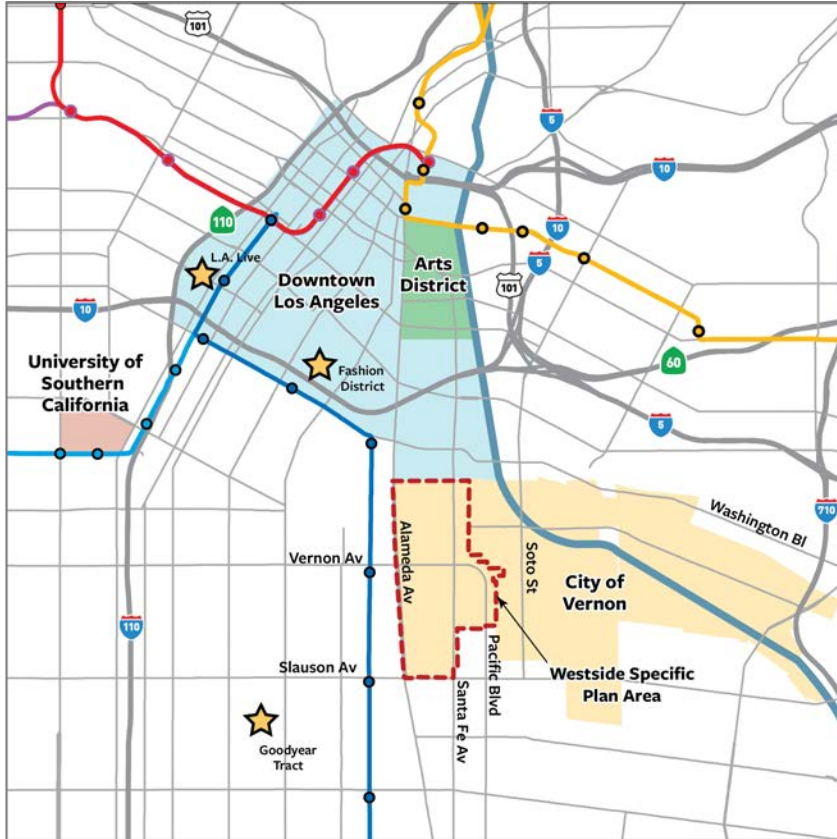 101
5
10
110
L.A. Live
10
5
Downtown
Los Angeles
Arts
District
101
10
University of
Southern
California
Fashion
District
60
5
710
Washington Bl
Alameda Av
Soto St
Vernon Av
City of
Vernon
110
Slauson Av
Pacific Blvd
Westside Specific
Plan Area
Santa Fe Av
Goodyear
Tract